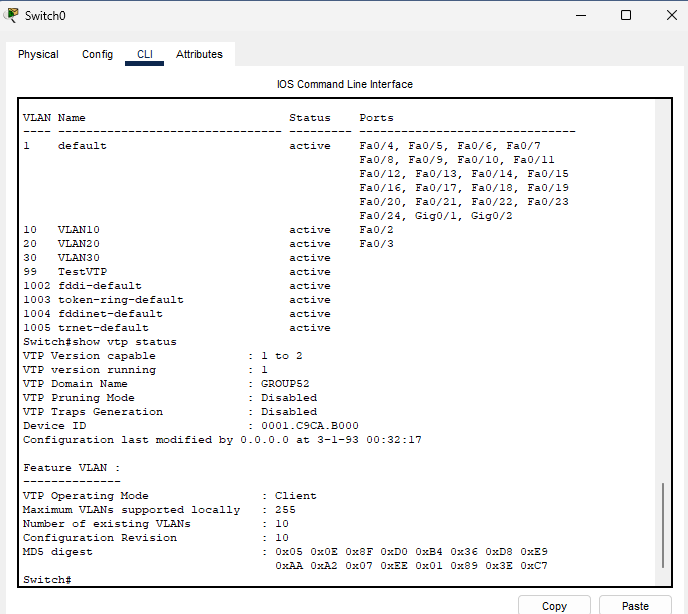 Switch0
Physical Config CLI Attributes
IOS Command Line Interface
VLAN Name Status Ports
---- -------------------------------- --------- -------------------------------
1 default active Fa0/4, Fa0/5, Fa0/6, Fa0/7
Fa0/8, Fa0/9, Fa0/10, Fa0/11
Fa0/12, Fa0/13, Fa0/14, Fa0/15
Fa0/16, Fa0/17, Fa0/18, Fa0/19
Fa0/20, Fa0/21, Fa0/22, Fa0/23
Fa0/24, Gig0/1, Gig0/2
10 VLAN10 active Fa0/2
20 VLAN20 active Fa0/3
30 VLAN30 active
99 TestVTP active
1002 fddi-default active
1003 token-ring-default active
1004 fddinet-default active
1005 trnet-default active
Switch#show vtp status
VTP Version capable : 1 to 2
VTP version running : 1
VTP Domain Name : GROUP52
VTP Pruning Mode : Disabled
VTP Traps Generation : Disabled
Device ID : 0001.C9CA.B000
Configuration last modified by 0.0.0.0 at 3-1-93 00:32:17
Feature VLAN :
--------------
VTP Operating Mode : Client
Maximum VLANs supported locally : 255
Number of existing VLANs : 10
Configuration Revision : 10
MD5 digest : 0x05 0x0E 0x8F 0xD0 0xB4 0x36 0xD8 0xE9
0xAA 0xA2 0x07 0xEE 0x01 0x89 0x3E 0xC7
Switch#
Copy Paste